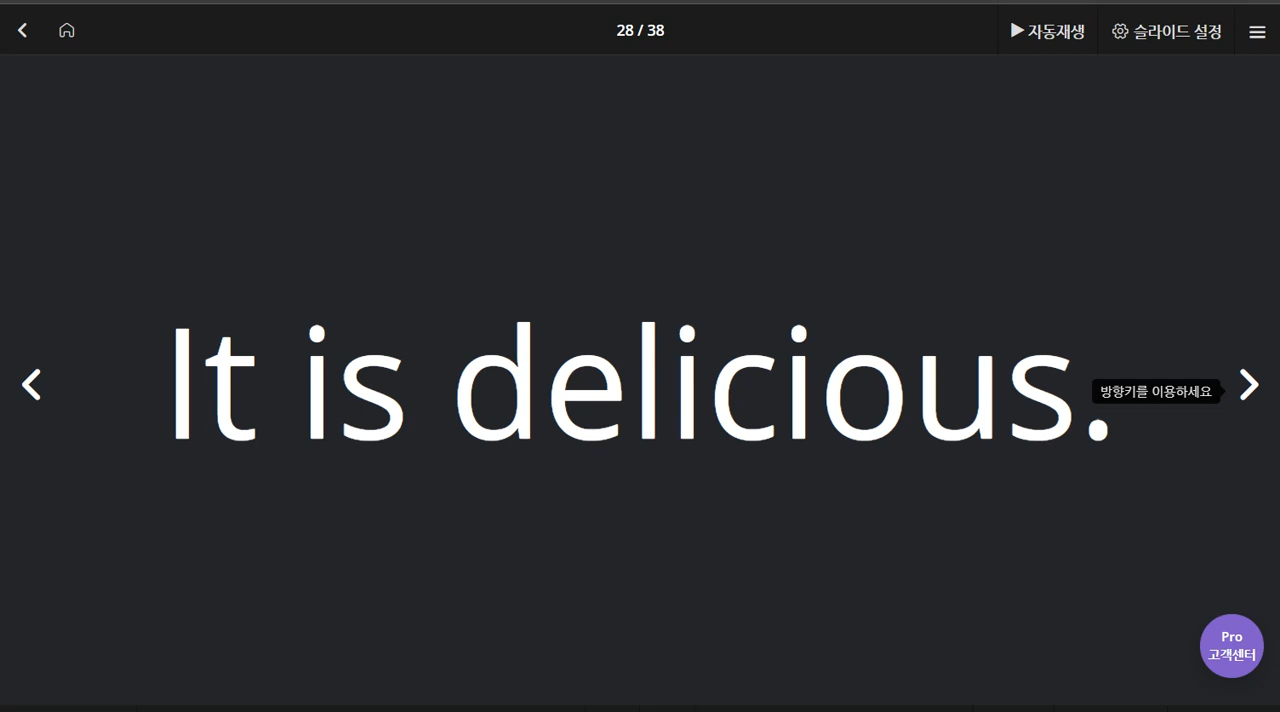 28 / 38
자동재생
슬라이드 설정
It is delicious.
방향키를 이용하세요
Pro
고객센터